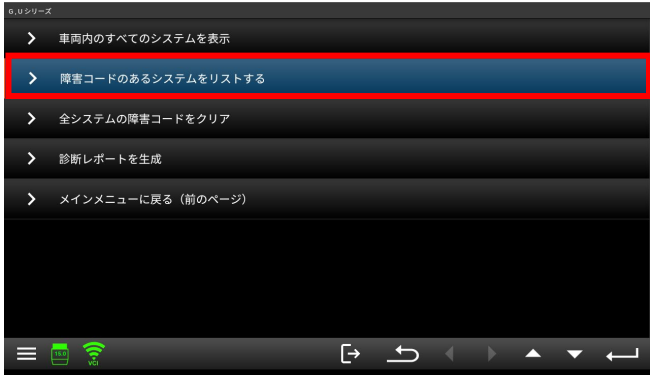 G,Uシリーズ
車両内のすべてのシステムを表示
障害コードのあるシステムをリストする
全システムの障害コードをクリア
診断レポートを生成
メインメニューに戻る（前のページ）
15.0
VCI